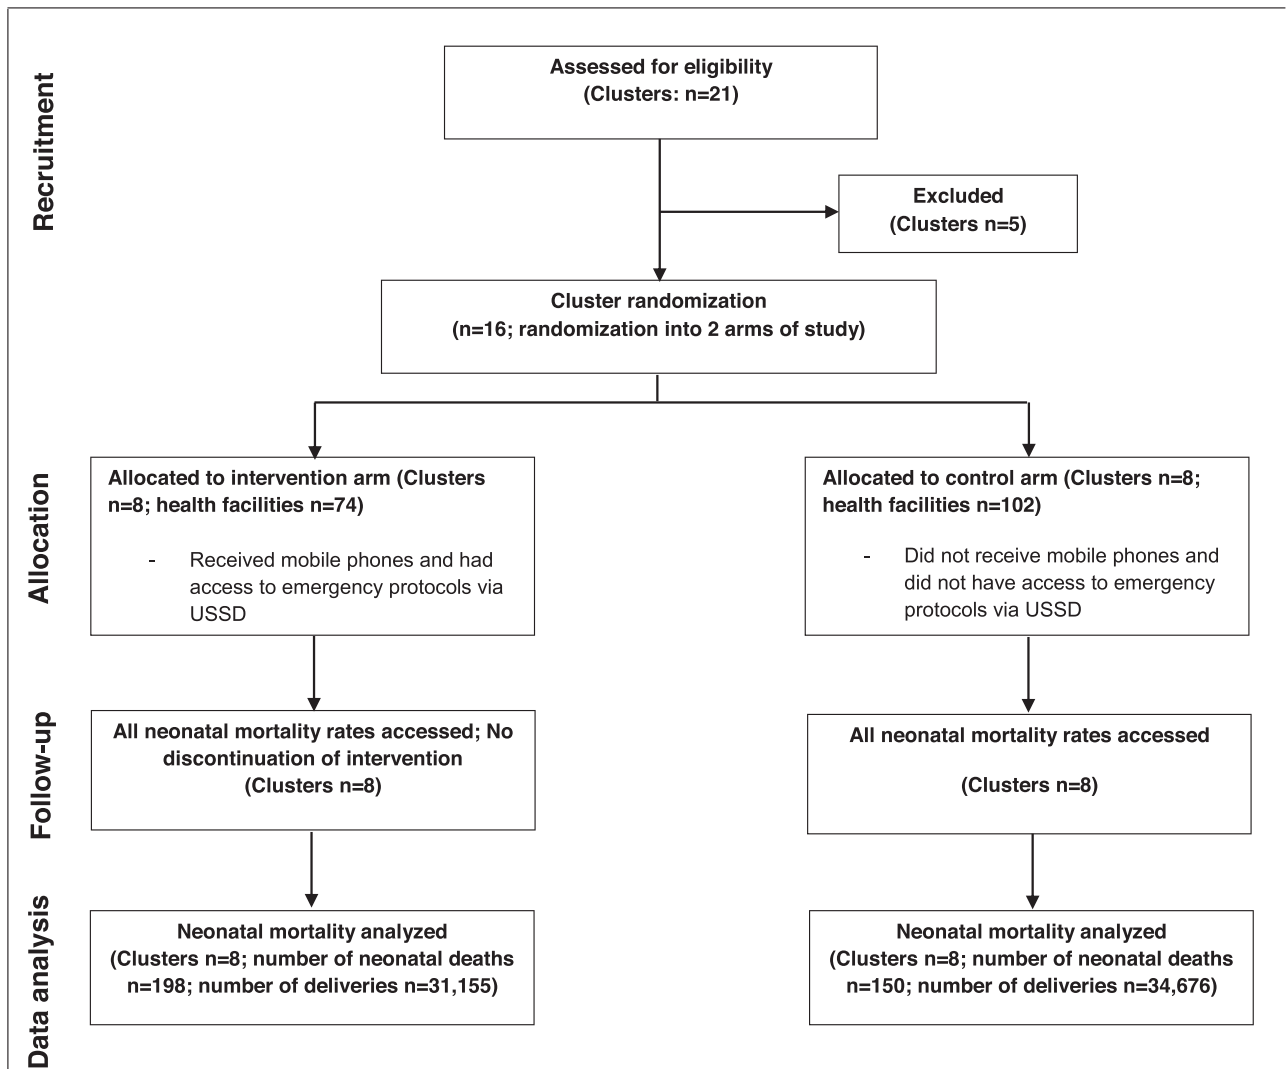 Recruitment
Assessed for eligibility
(Clusters: n=21)
Excluded
(Clusters n=5)
Cluster randomization
(n=16; randomization into 2 arms of study)
Allocation
Allocated to intervention arm (Clusters
n=8; health facilities n=74)
- Received mobile phones and had
access to emergency protocols via
USSD
Allocated to control arm (Clusters n=8;
health facilities n=102)
- Did not receive mobile phones and
did not have access to emergency
protocols via USSD
Follow-up
All neonatal mortality rates accessed; No
discontinuation of intervention
(Clusters n=8)
All neonatal mortality rates accessed
(Clusters n=8)
Data analysis
Neonatal mortality analyzed
(Clusters n=8; number of neonatal deaths
n=198; number of deliveries n=31,155)
Neonatal mortality analyzed
(Clusters n=8; number of neonatal deaths
n=150; number of deliveries n=34,676)